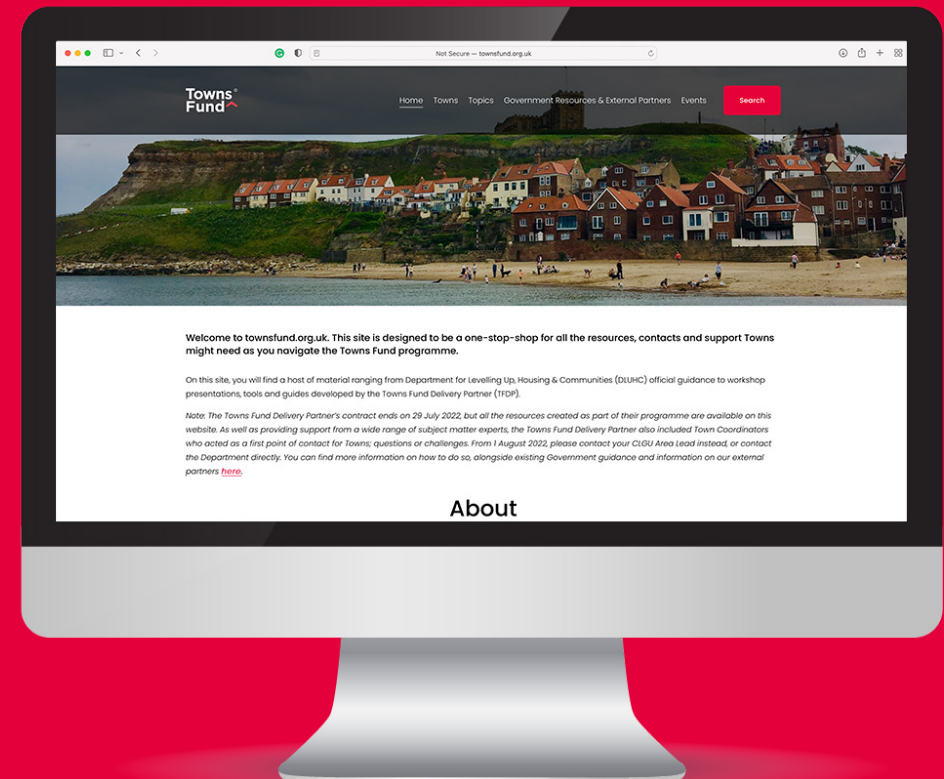 Not Secure — townsfund.org.uk
Towns
Fund
Home Towns Topics Government Resources & External Partners Events Search
Welcome to townsfund.org.uk. This site is designed to be a one-stop-shop for all the resources, contacts and support Towns
might need as you navigate the Towns Fund programme.
On this site, you will find a host of material ranging from Department for Levelling Up, Housing & Communities (DLUHC) official guidance to workshop
presentations, tools and guides developed by the Towns Fund Delivery Partner (TFDP).
Note: The Towns Fund Delivery Partner's contract ends on 29 July 2022, but all the resources created as part of their programme are available on this
website. As well as providing support from a wide range of subject matter experts, the Towns Fund Delivery Partner also included Town Coordinators
who acted as a first point of contact for Towns; questions or challenges. From 1 August 2022, please contact your CLGU Area Lead instead, or contact
the Department directly. You can find more information on how to do so, alongside existing Government guidance and information on our external
partners here.
About